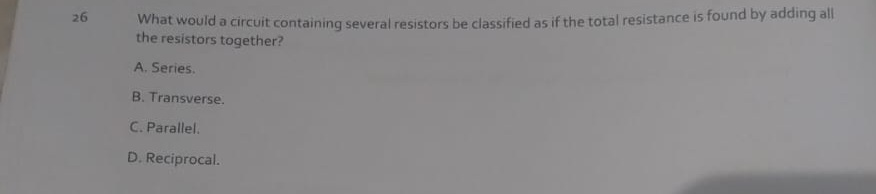 26 What would a circuit containing several resistors be classified as if the total resistance is found by adding all
the resistors together?
A. Series.
B. Transverse.
C. Parallel.
D. Reciprocal.